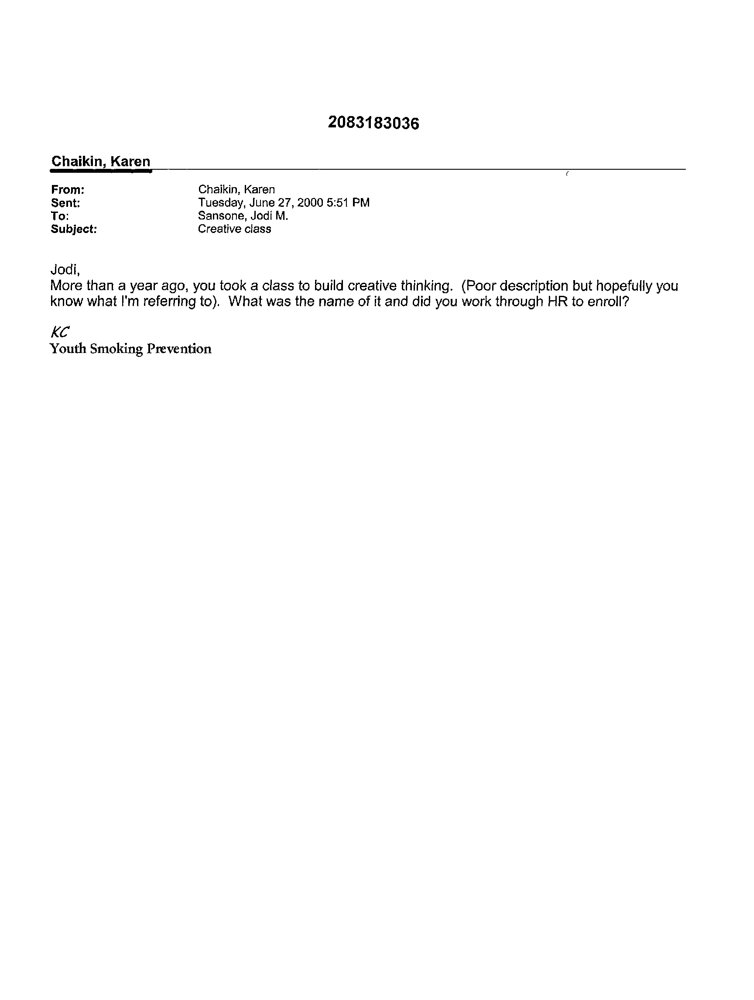 2083183036
Chaikin, Karen
From: Chaikin, Karen
Sent: Tuesday, June 27, 2000 5:51 PM
To: Sansone, Jodi M.
Subject: Creative class
Jodi,
More than a year ago, you took a class to build creative thinking.  (Poor description but hopefully you
know what I'm referring to).  What was the name of it and did you work through HR to enroll?
KC
Youth Smoking Prevention